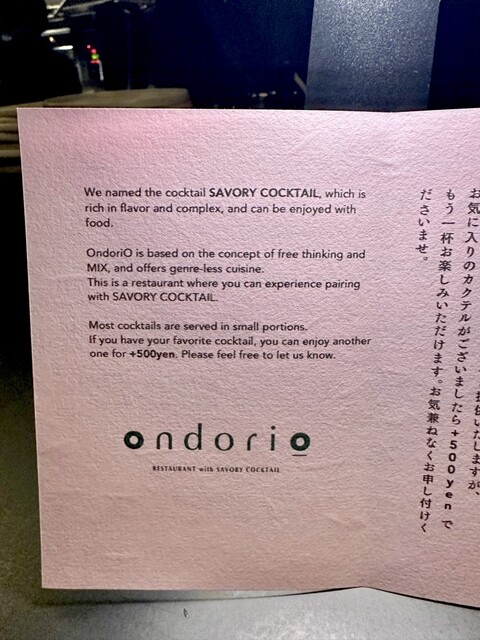 We named the cocktail SAVORY COCKTAIL, which is
rich in flavor and complex, and can be enjoyed with
food.
OndoriO is based on the concept of free thinking and
MIX, and offers genre-less cuisine.
This is a restaurant where you can experience pairing
with SAVORY COCKTAIL.
Most cocktails are served in small portions.
If you have your favorite cocktail, you can enjoy another
one for +500yen. Please feel free to let us know.
ondorio
RESTAURANT with SAVORY COCKTAIL
お気に入りのカクテルがございましたら+500yenで
もう一杯お楽しみいただけます。お気兼ねなくお申し付けく
ださいませ。